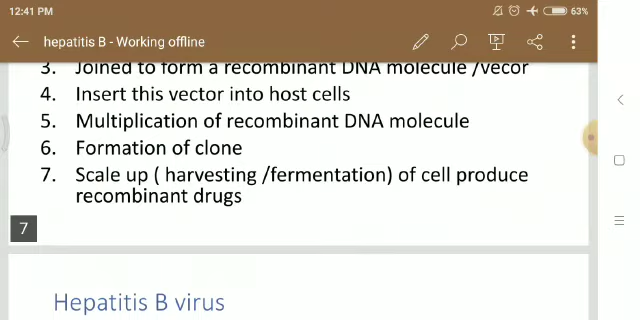 12:41 PM
63%
hepatitis B - Working offline
3. Joined to form a recombinant DNA molecule /vecor
4. Insert this vector into host cells
5. Multiplication of recombinant DNA molecule
6. Formation of clone
7. Scale up ( harvesting /fermentation) of cell produce
recombinant drugs
7
Hepatitis B virus